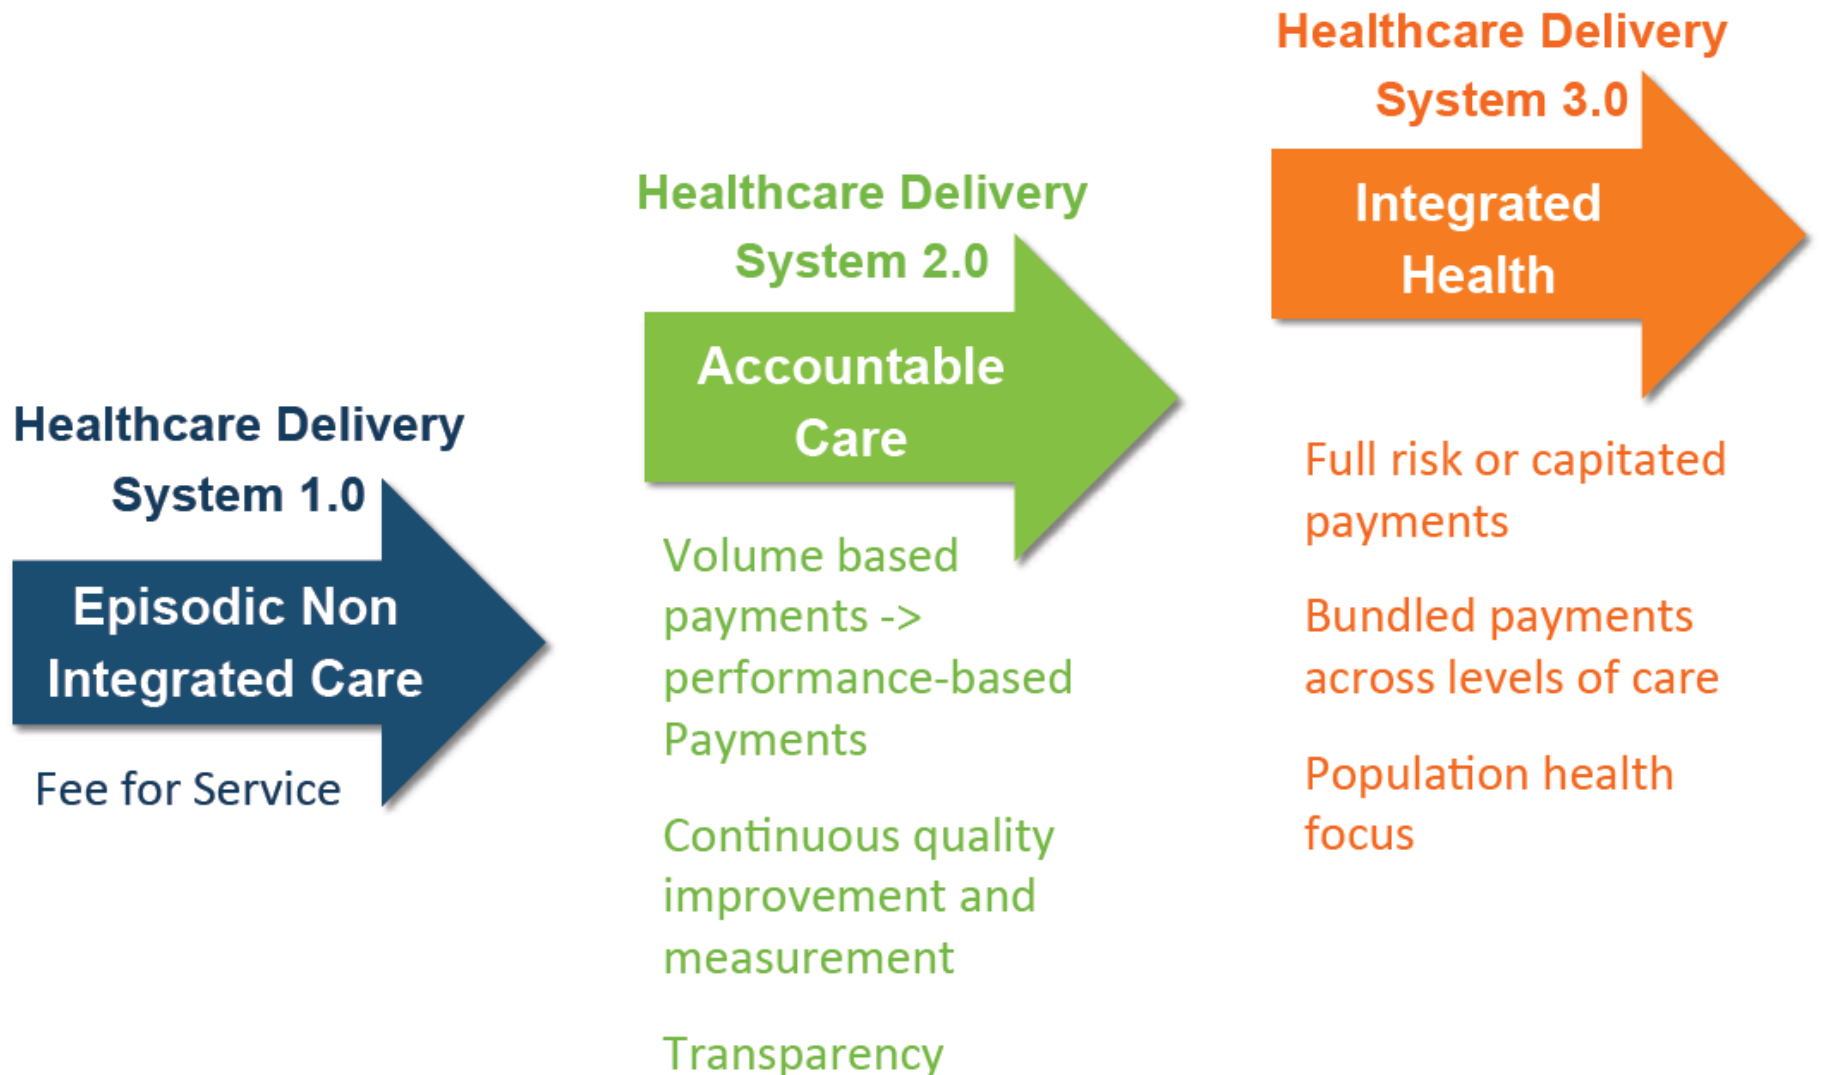 Healthcare Delivery
System 1.0
Episodic Non
Integrated Care
Fee for Service
Healthcare Delivery
System 2.0
Accountable
Care
Volume based
payments ->
performance-based
Payments
Continuous quality
improvement and
measurement
Transparency
Healthcare Delivery
System 3.0
Integrated
Health
Full risk or capitated
payments
Bundled payments
across levels of care
Population health
focus